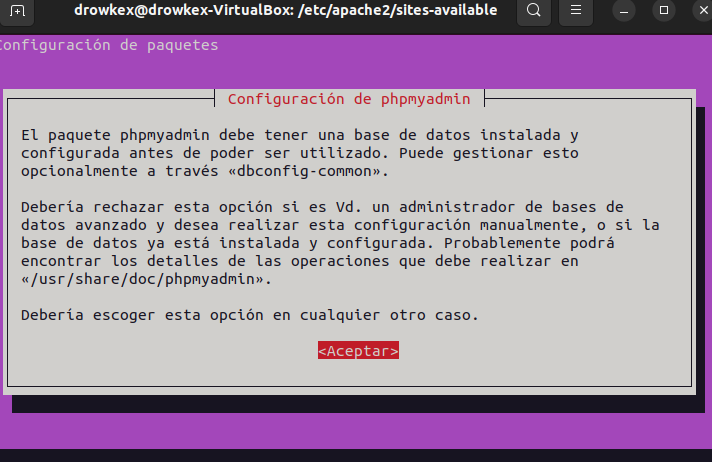 drowkex@drowkex-VirtualBox: /etc/apache2/sites-available
Configuración de paquetes
Configuración de phpmyadmin
El paquete phpmyadmin debe tener una base de datos instalada y
configurada antes de poder ser utilizado. Puede gestionar esto
opcionalmente a través «dbconfig-common».
Debería rechazar esta opción si es Vd. un administrador de bases de
datos avanzado y desea realizar esta configuración manualmente, o si la
base de datos ya está instalada y configurada. Probablemente podrá
encontrar los detalles de las operaciones que debe realizar en
«/usr/share/doc/phpmyadmin».
Debería escoger esta opción en cualquier otro caso.
<Aceptar>